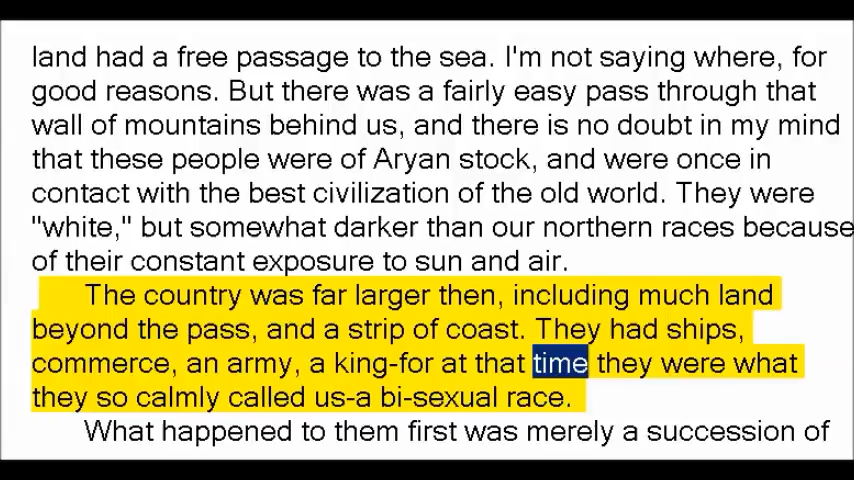 land had a free passage to the sea. I'm not saying where, for
good reasons. But there was a fairly easy pass through that
wall of mountains behind us, and there is no doubt in my mind
that these people were of Aryan stock, and were once in
contact with the best civilization of the old world. They were
"white," but somewhat darker than our northern races because
of their constant exposure to sun and air.
The country was far larger then, including much land
beyond the pass, and a strip of coast. They had ships,
commerce, an army, a king-for at that time they were what
they so calmly called us-a bi-sexual race.
What happened to them first was merely a succession of